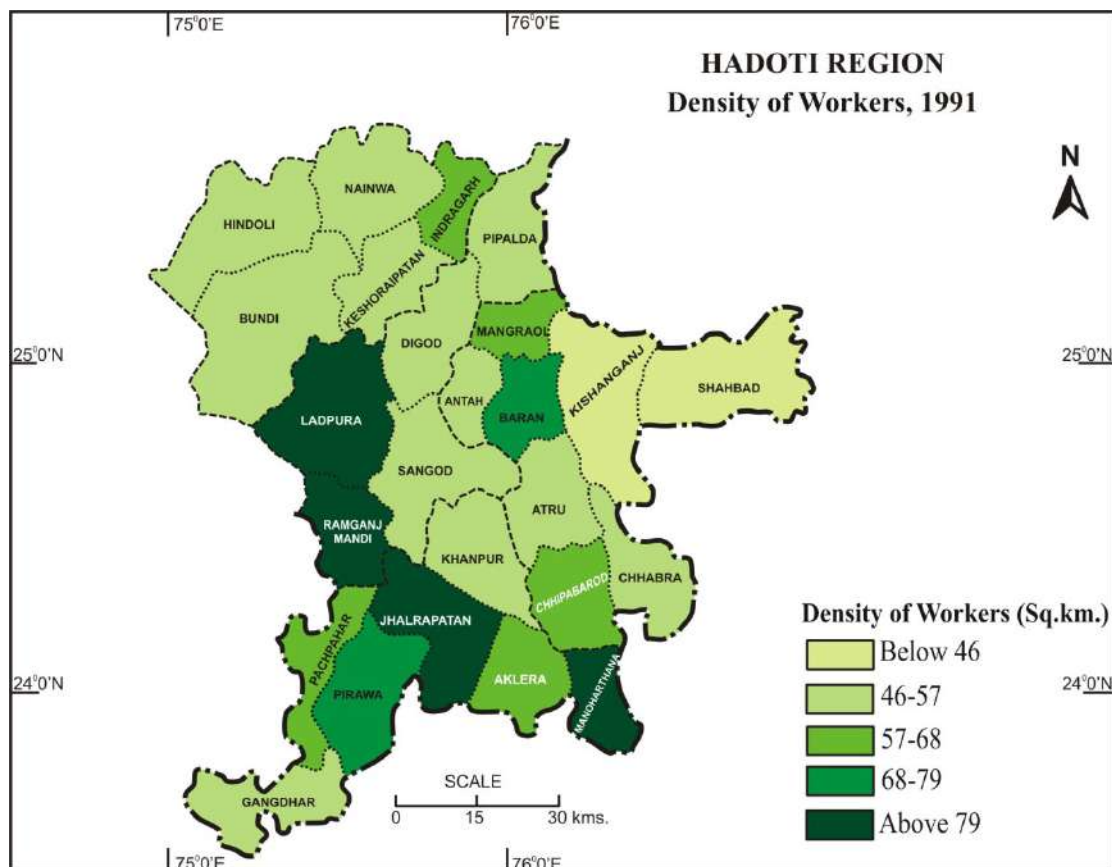 75°0'E
76°0'E
HADOTI REGION
Density of Workers, 1991
N
NAINWA
INDRAGARH
HINDOLI
PIPALDA
KESHORAIPATAN
BUNDI
MANGRAOL
DIGOD
25°0'N
25°0'N
KISHANGANJ
SHAHBAD
ANTAH
BARAN
LADPURA
SANGOD
ATRU
RAMGANJ
MANDI
KHANPUR
CHHABRA
CHHIPABAROD
JHALRAPATAN
PACHPAHAR
Density of Workers (Sq.km.)
Below 46
AKLERA
PIRAWA
MANOHARTHANA
24°0'N
24°0'N
46-57
57-68
68-79
Above 79
SCALE
0 15 30 kms.
GANGDHAR
75°0'E
76°0'E